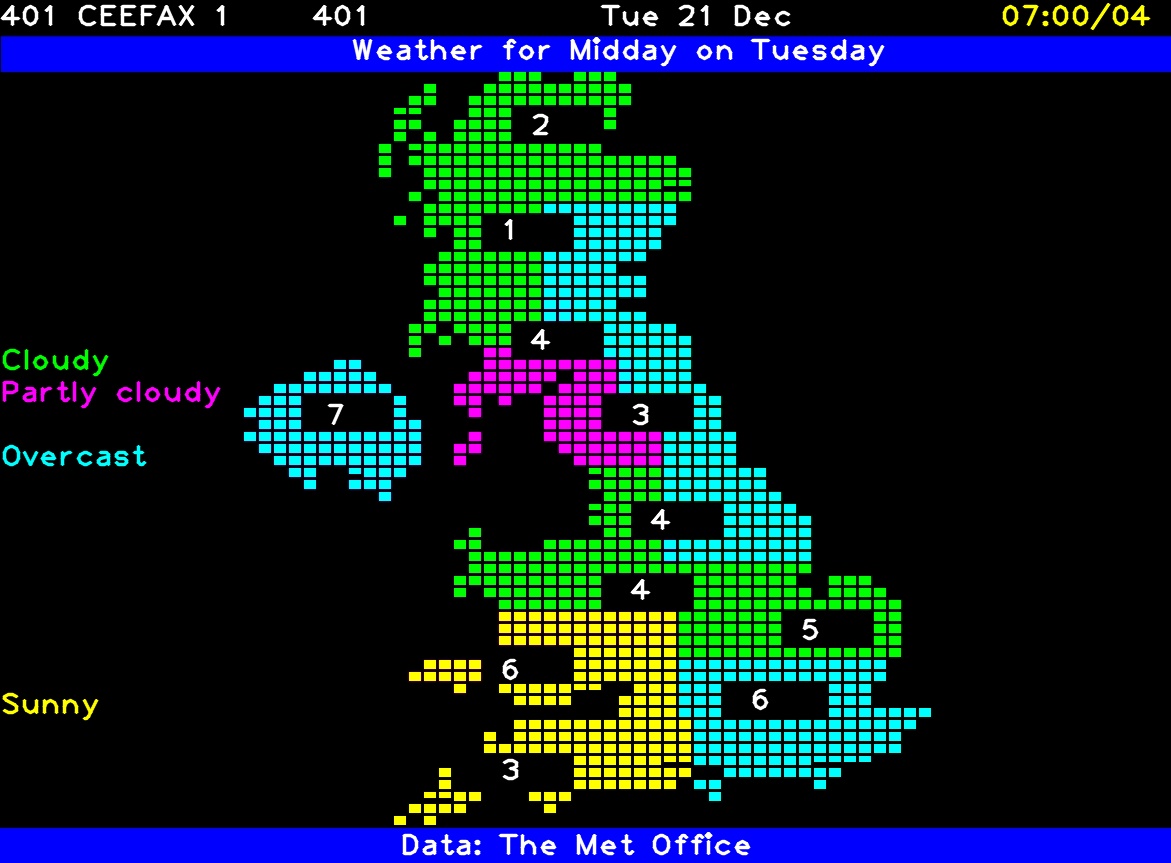 401 CEEFAX 1 401 Tue 21 Dec 07:00/04
Weather for Midday on Tuesday
2
1
4
Cloudy
Partly cloudy
7 3
Overcast
4
4
5
6
Sunny 6
3
Data: The Met Office